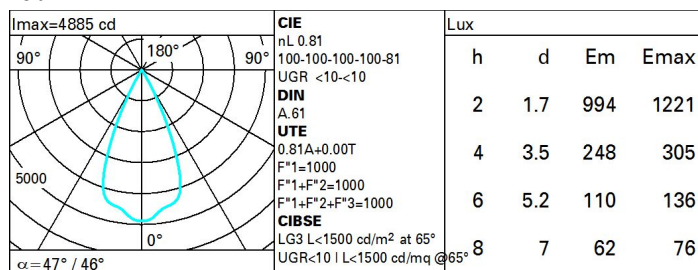 Imax=4885 cd
90°
180°
90°
5000
0°
α=47° / 46°
CIE
nL 0.81
100-100-100-100-81
UGR <10-<10
DIN
A.61
UTE
0.81A+0.00T
F"1=1000
F"1+F"2=1000
F"1+F"2+F"3=1000
CIBSE
LG3 L<1500 cd/m² at 65°
UGR<10 | L<1500 cd/mq @65°
Lux
h d Em Emax
2 1.7 994 1221
4 3.5 248 305
6 5.2 110 136
8 7 62 76